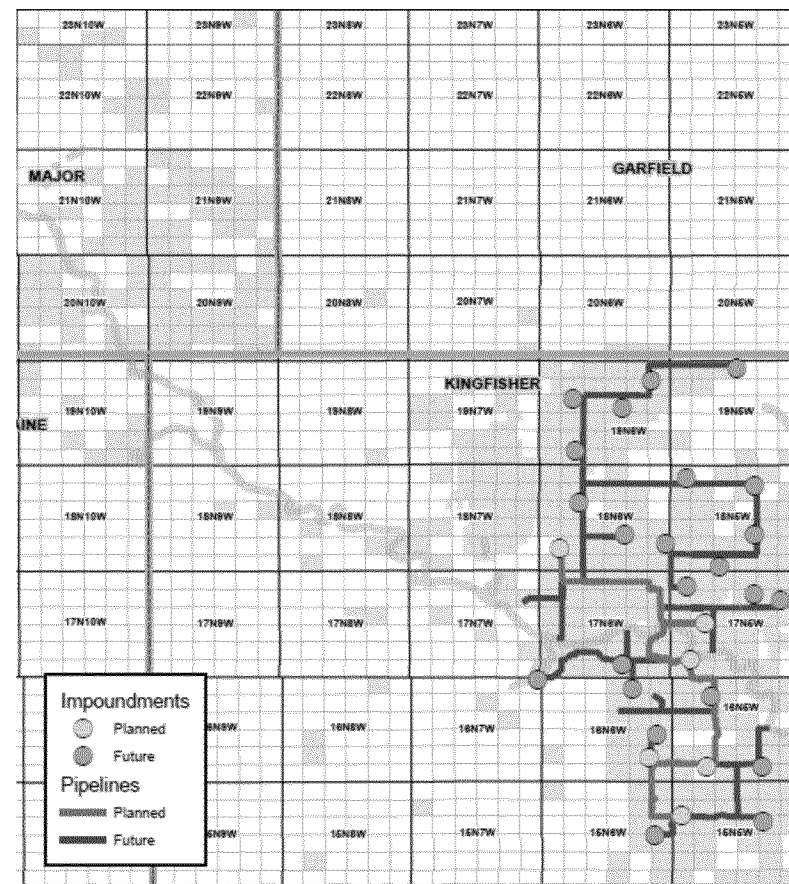 23N10W 23N9W 23N8W 23N7W 23N6W 23N5W
22N10W 22N9W 22N8W 22N7W 22N6W 22N5W
MAJOR GARFIELD
21N10W 21N9W 21N8W 21N7W 21N6W 21N5W
20N10W 20N9W 20N8W 20N7W 20N6W 20N5W
KINGFISHER
19N10W 19N9W 19N8W 19N7W 19N5W
AINE 19N6W
18N10W 18N9W 18N8W 18N7W 18N6W 18N5W
17N10W 17N9W 17N8W 17N7W 17N6W 17N5W
16N5W
16N9W 16N8W 16N7W 16N6W
15N9W 15N8W 15N7W 15N6W 15N5W
Impoundments
Planned
Future
Pipelines
Planned
Future